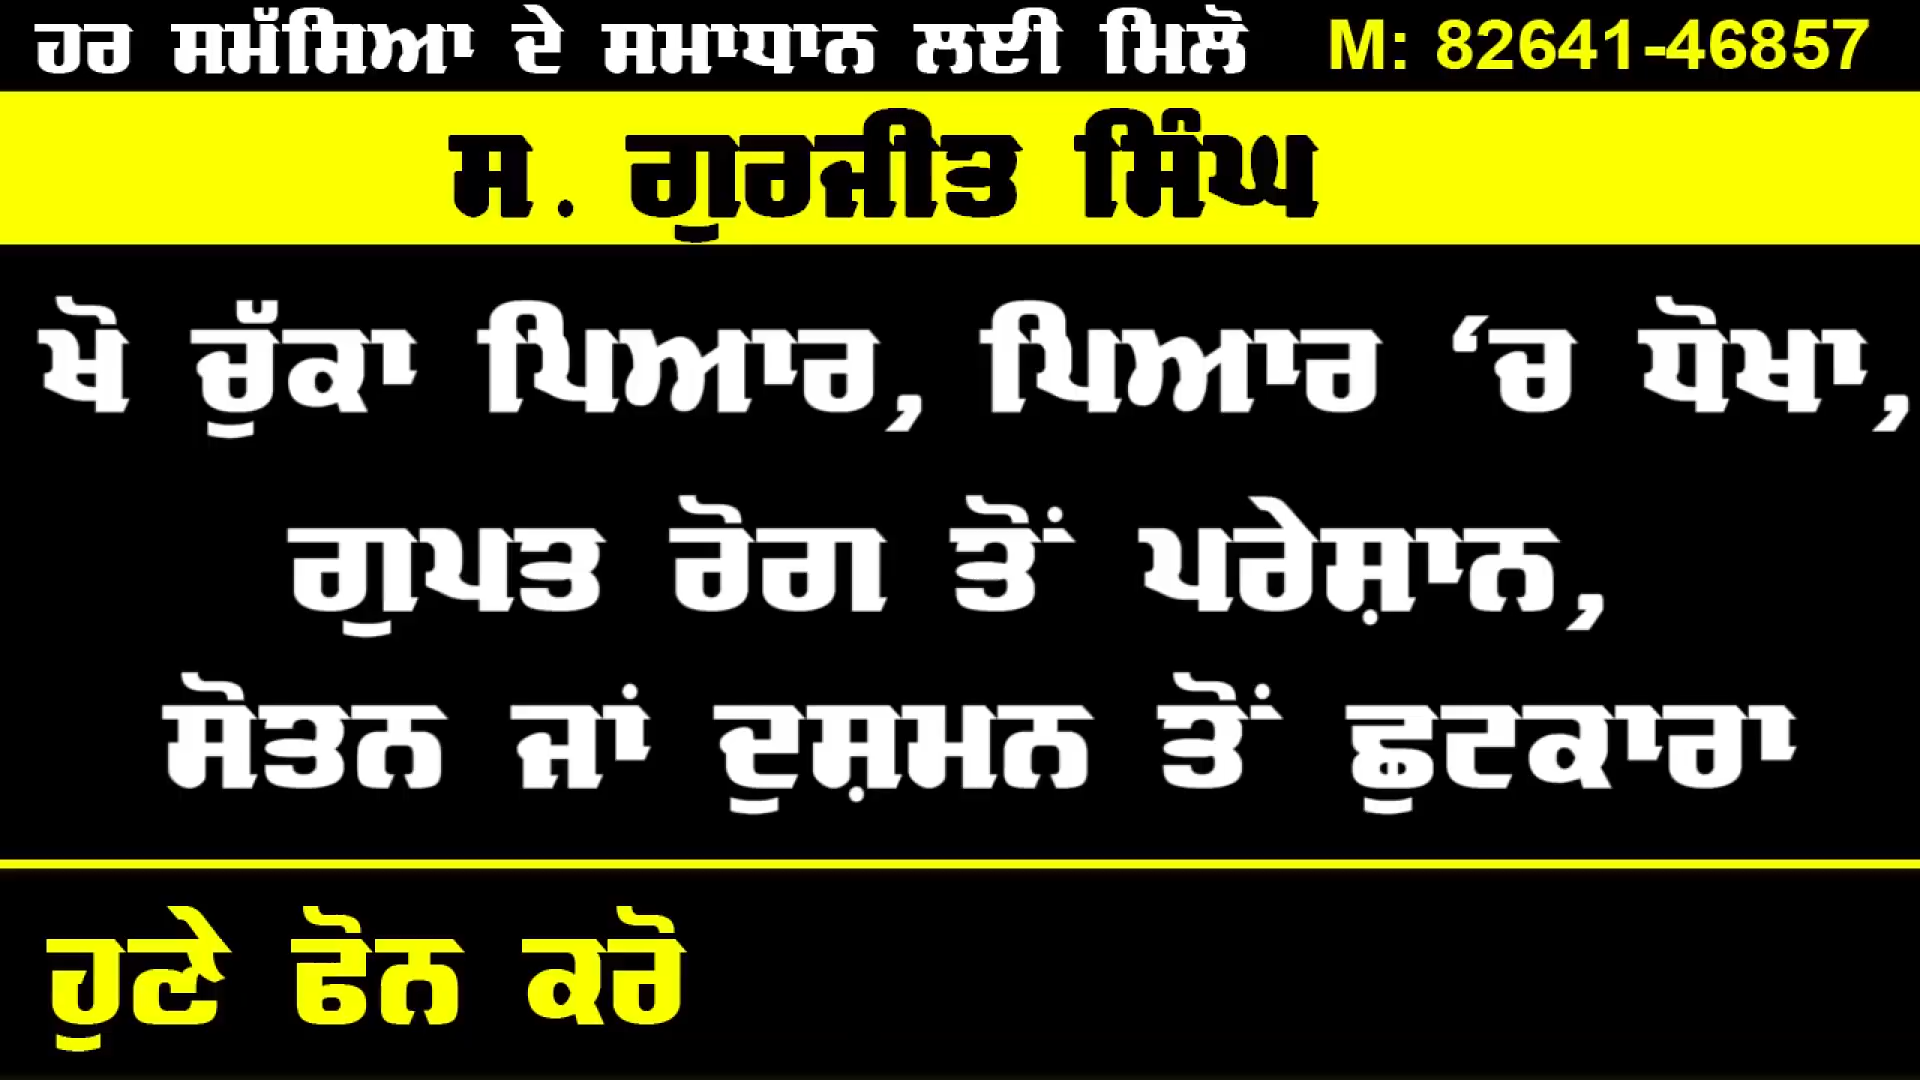 ਹਰ ਸਮੱਸਿਆ ਦੇ ਸਮਾਧਾਨ ਲਈ ਮਿਲੋ M: 82641-46857
ਸ. ਗੁਰਜੀਤ ਸਿੰਘ
ਖੋ ਚੁੱਕਾ ਪਿਆਰ, ਪਿਆਰ ‘ਚ ਧੋਖਾ,
ਗੁਪਤ ਰੋਗ ਤੋਂ ਪਰੇਸ਼ਾਨ,
ਸੋਤਨ ਜਾਂ ਦੁਸ਼ਮਨ ਤੋਂ ਛੁਟਕਾਰਾ
ਹੁਣੇ ਫੋਨ ਕਰੋ